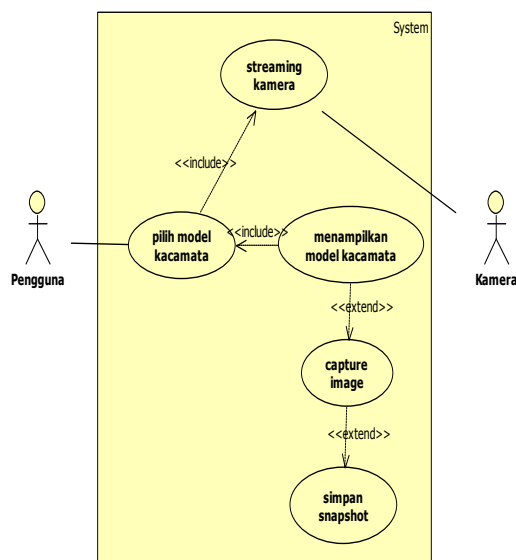 System
streaming
kamera
<<include>>
pilih model
kacamata
<<include>>
menampilkan
model kacamata
Pengguna
Kamera
<<extend>>
capture
image
<<extend>>
simpan
snapshot